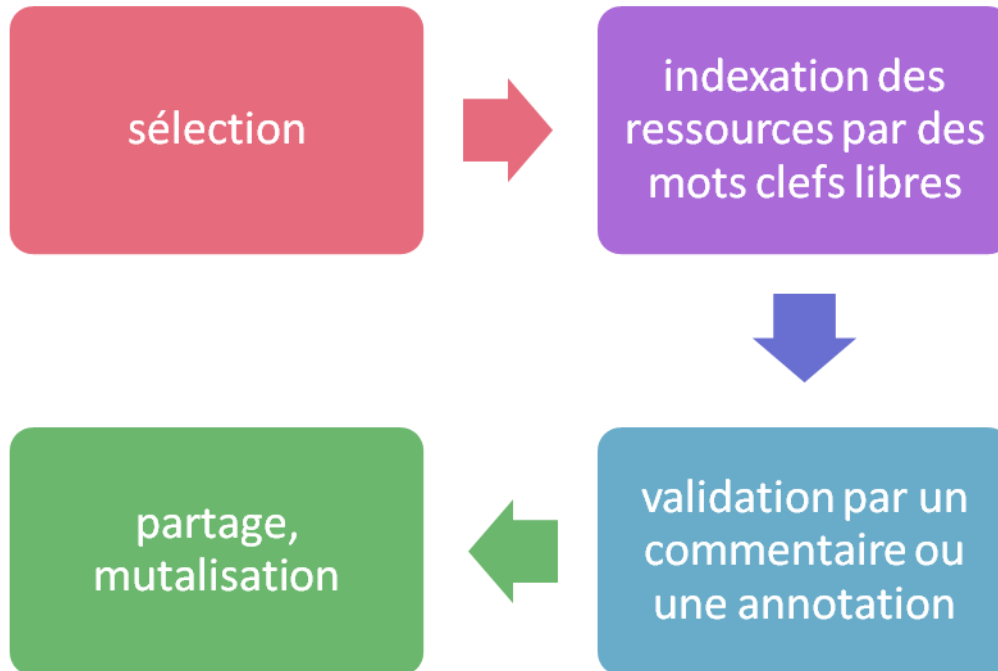 sélection
indexation des
ressources par des
mots clefs libres
validation par un
commentaire ou
une annotation
partage,
mutalisation